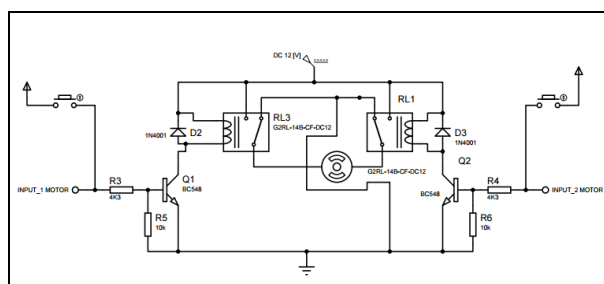 DC 12 [V]
RL3
G2RL-14B-CF-DC12
RL1
G2RL-14B-CF-DC12
D2
1N4001
D3
1N4001
Q1
BC548
Q2
BC548
INPUT_1 MOTOR
R3
4K3
R5
10k
R4
4K3
R6
10k
INPUT_2 MOTOR